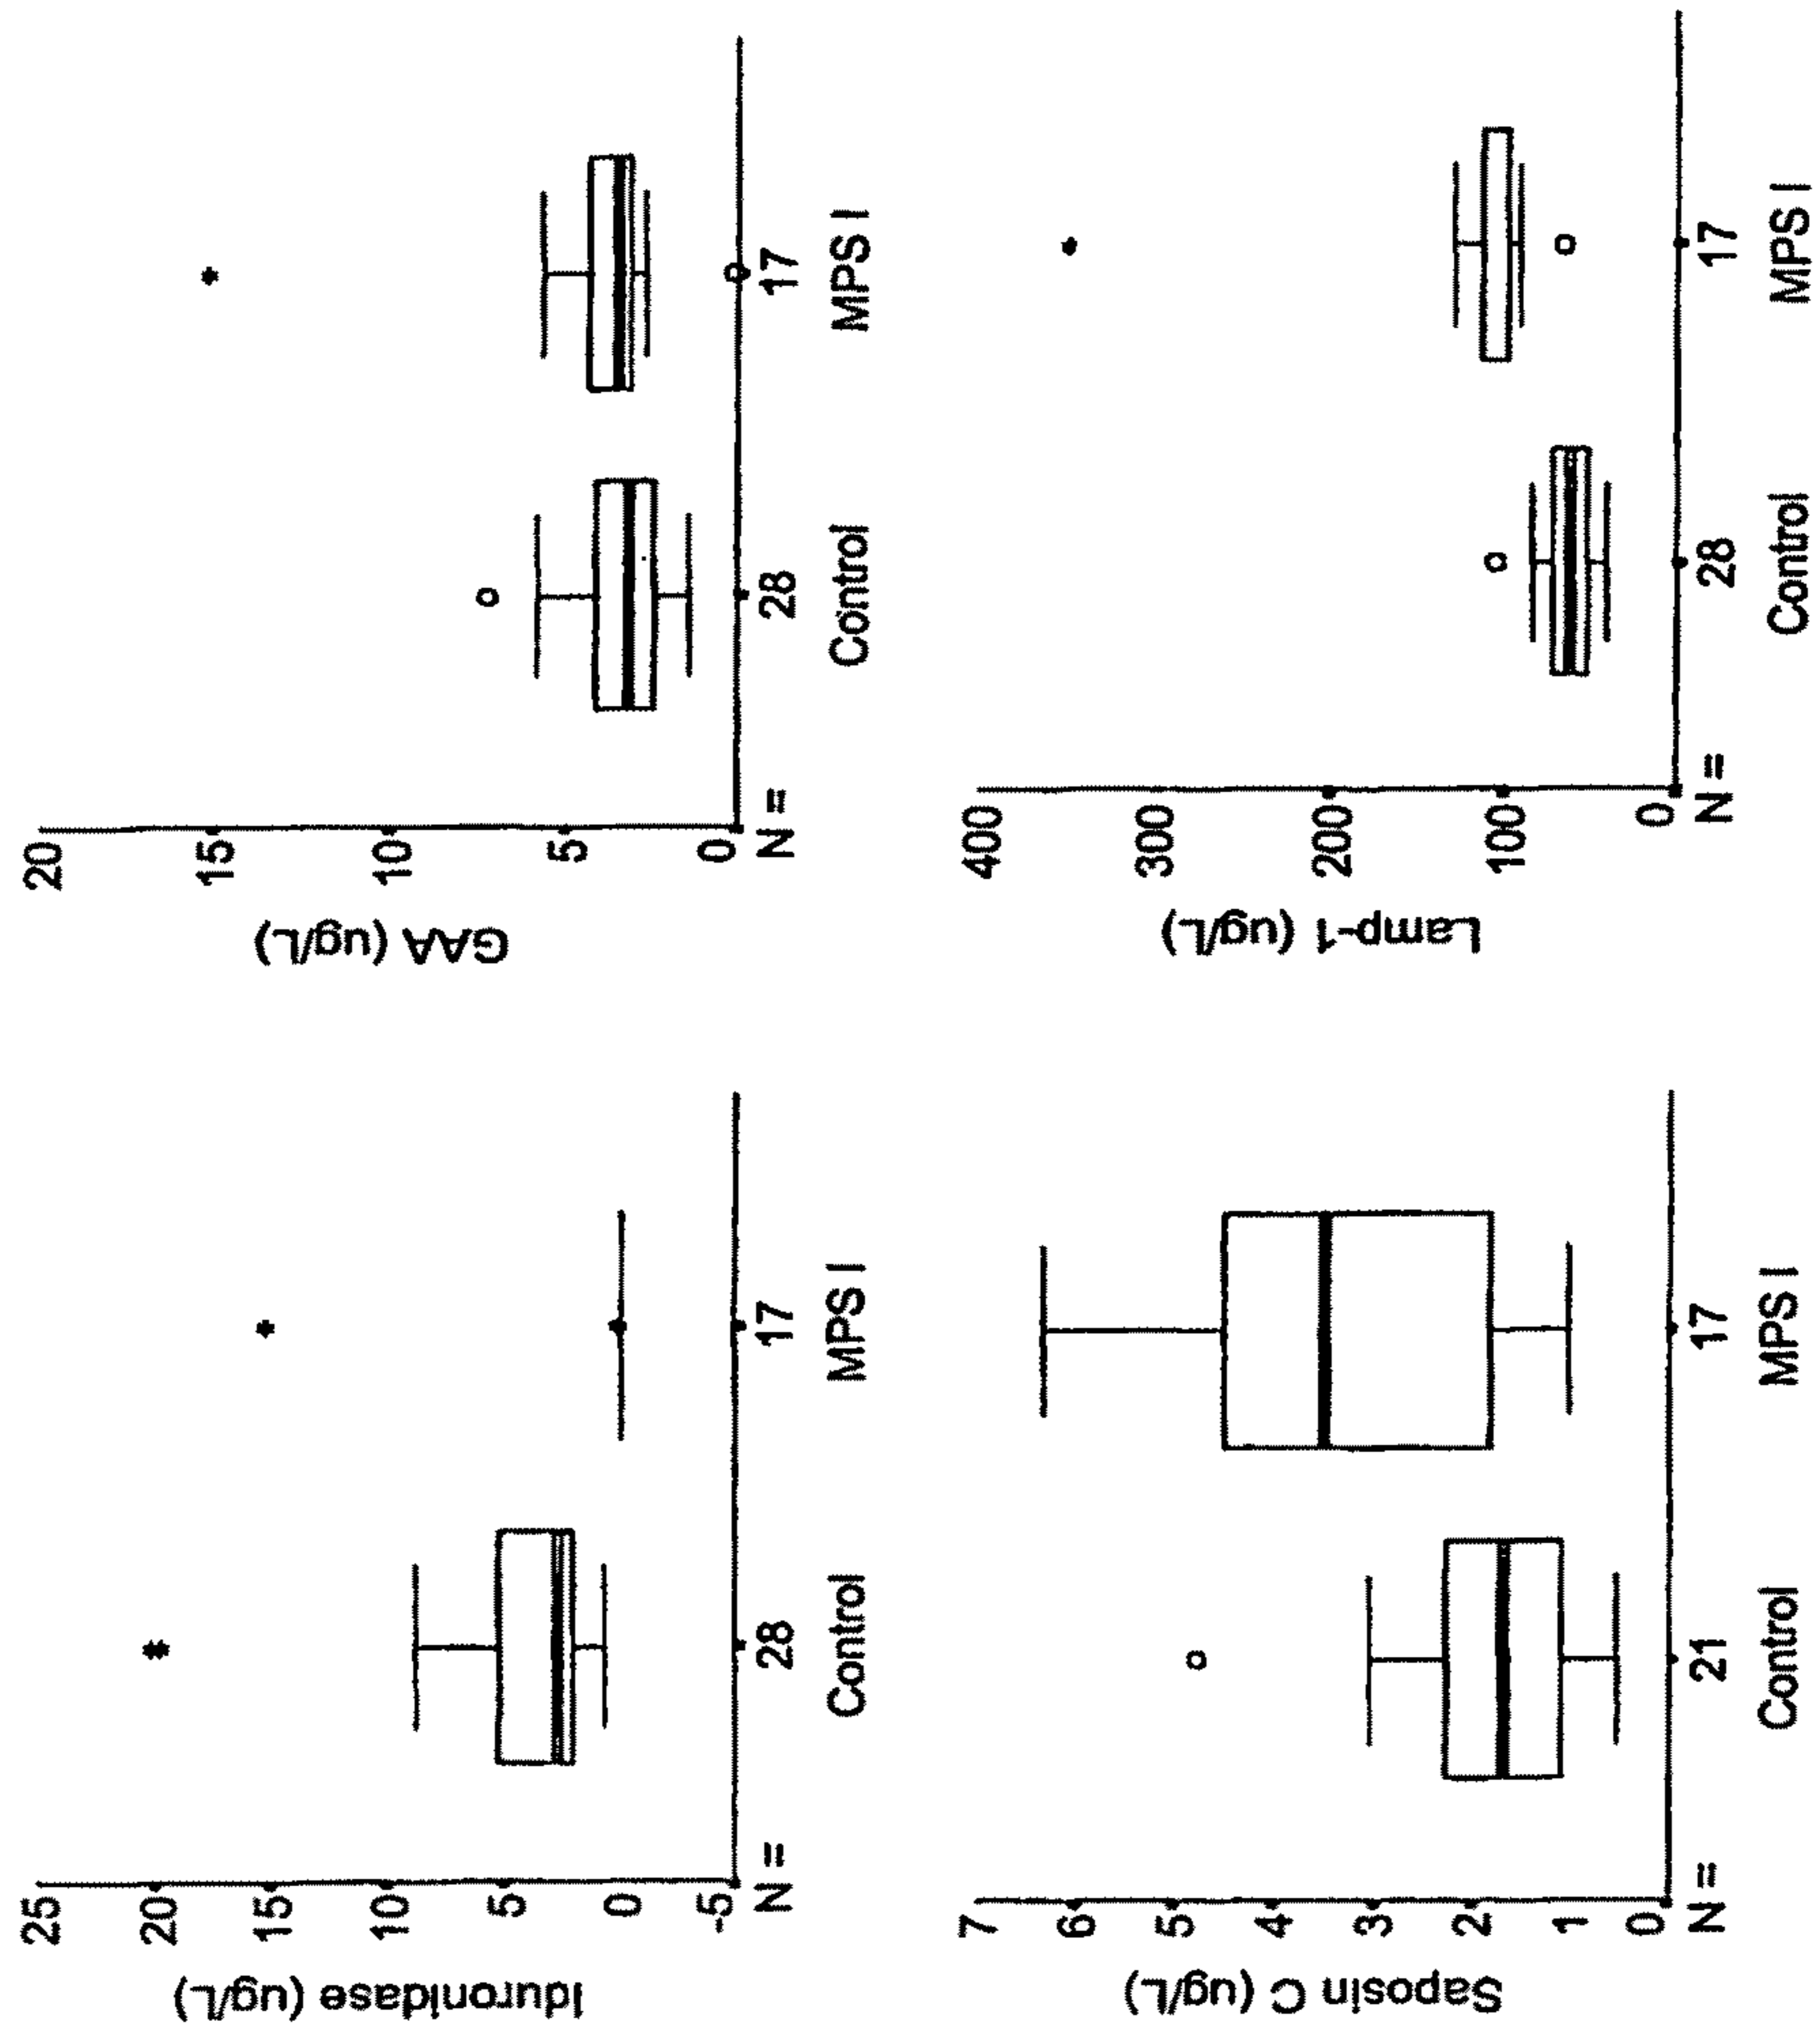 Iduronidase (ug/L)
25
20
15
10
5
0
-5
N =
28
17
Control
MPS I
GAA (ug/L)
20
15
10
5
0
N =
28
17
Control
MPS I
Saposin C (ug/L)
7
6
5
4
3
2
1
0
N =
21
17
Control
MPS I
Lamp-1 (ug/L)
400
300
200
100
0
N =
28
17
Control
MPS I